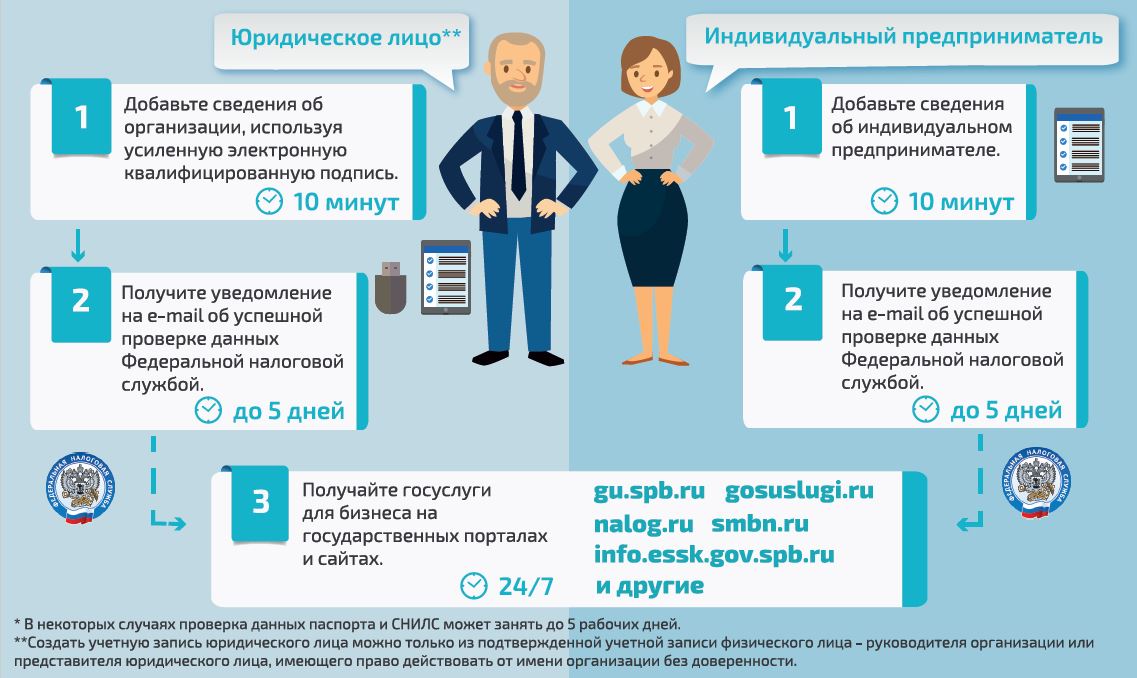 Юридическое лицо**
1
Добавьте сведения об
организации, используя
усиленную электронную
квалифицированную подпись.
10 минут
2
Получите уведомление
на e-mail об успешной
проверке данных
Федеральной налоговой
службой.
до 5 дней
Индивидуальный предприниматель
1
Добавьте сведения
об индивидуальном
предпринимателе.
10 минут
2
Получите уведомление
на e-mail об успешной
проверке данных
Федеральной налоговой
службой.
до 5 дней
ФЕДЕРАЛЬНАЯ НАЛОГОВАЯ СЛУЖБА
ФЕДЕРАЛЬНАЯ НАЛОГОВАЯ СЛУЖБА
3
Получайте госуслуги
для бизнеса на
государственных порталах
и сайтах.
24/7
gu.spb.ru gosuslugi.ru
nalog.ru smbn.ru
info.essk.gov.spb.ru
и другие
* В некоторых случаях проверка данных паспорта и СНИЛС может занять до 5 рабочих дней.
**Создать учетную запись юридического лица можно только из подтвержденной учетной записи физического лица – руководителя организации или
представителя юридического лица, имеющего право действовать от имени организации без доверенности.